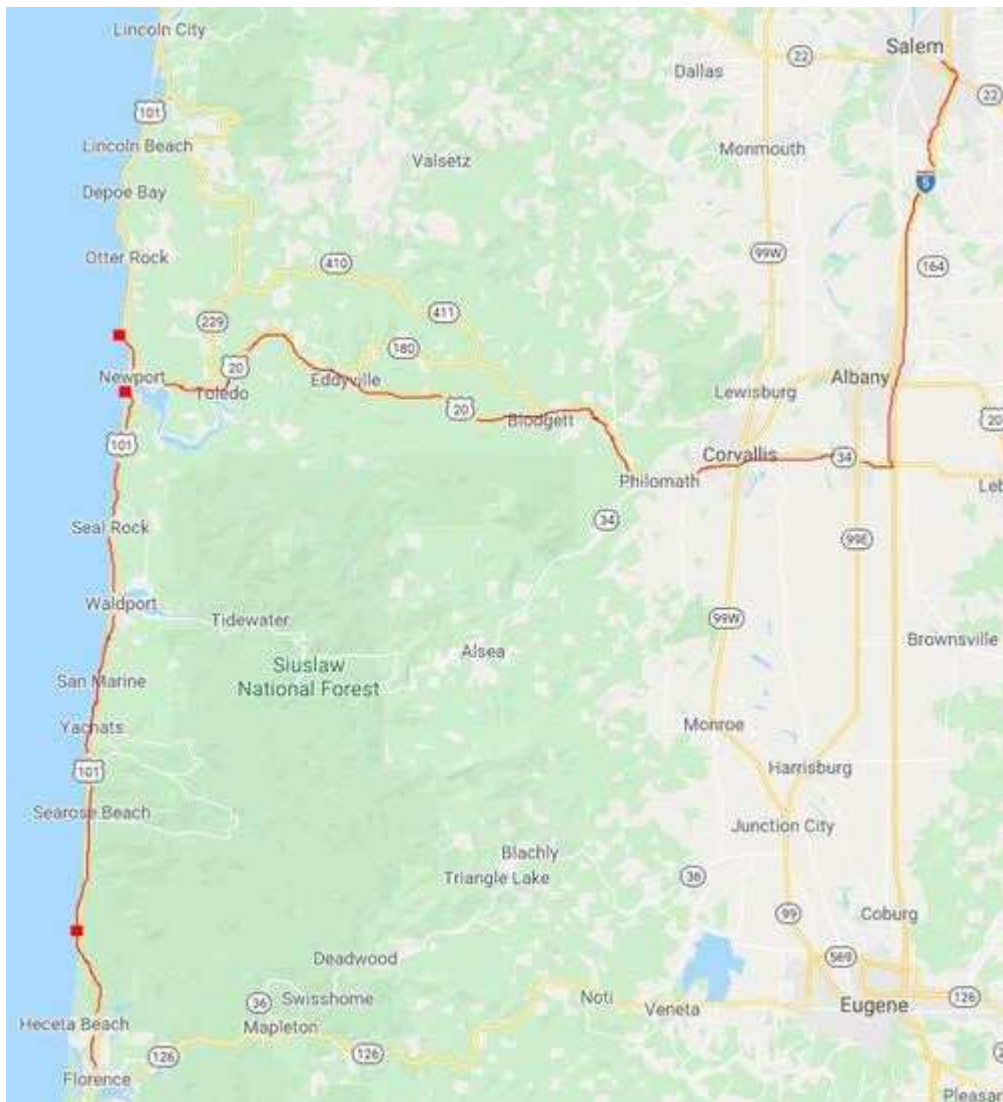 Lincoln City
Salem
22
Dallas
22
101
Lincoln Beach
Monmouth
Valsetz
5
Depoe Bay
Otter Rock
99W
410
164
411
229
180
Newport
20
Eddyville
Albany
Toledo
Lewisburg
20
Blodgett
20
101
Corvallis
34
Philomath
Leb
Seal Rock
34
99E
Waldport
Tidewater
99W
Brownsville
Alsea
Siuslaw
National Forest
San Marine
Yachats
Monroe
101
Harrisburg
Searose Beach
Junction City
Blachly
Triangle Lake
36
99
Coburg
Deadwood
569
Swisshome
36
Noti
Veneta
126
Eugene
Heceta Beach
Mapleton
126
126
Florence
Pleasar